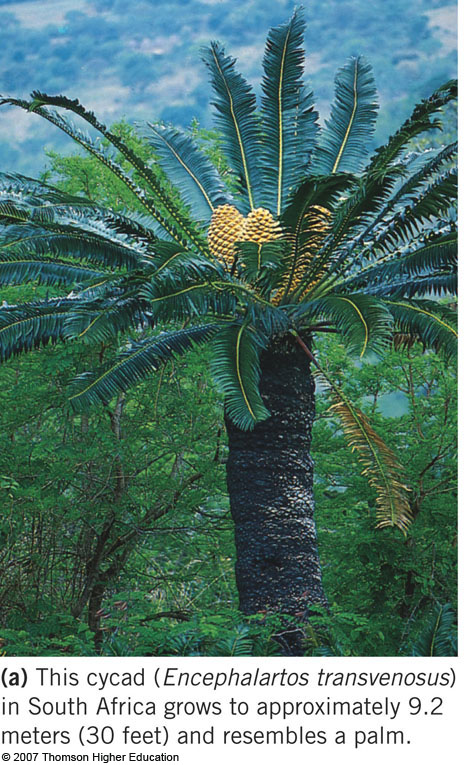 (a) This cycad (Encephalartos transvenosus)
in South Africa grows to approximately 9.2
meters (30 feet) and resembles a palm.
© 2007 Thomson Higher Education